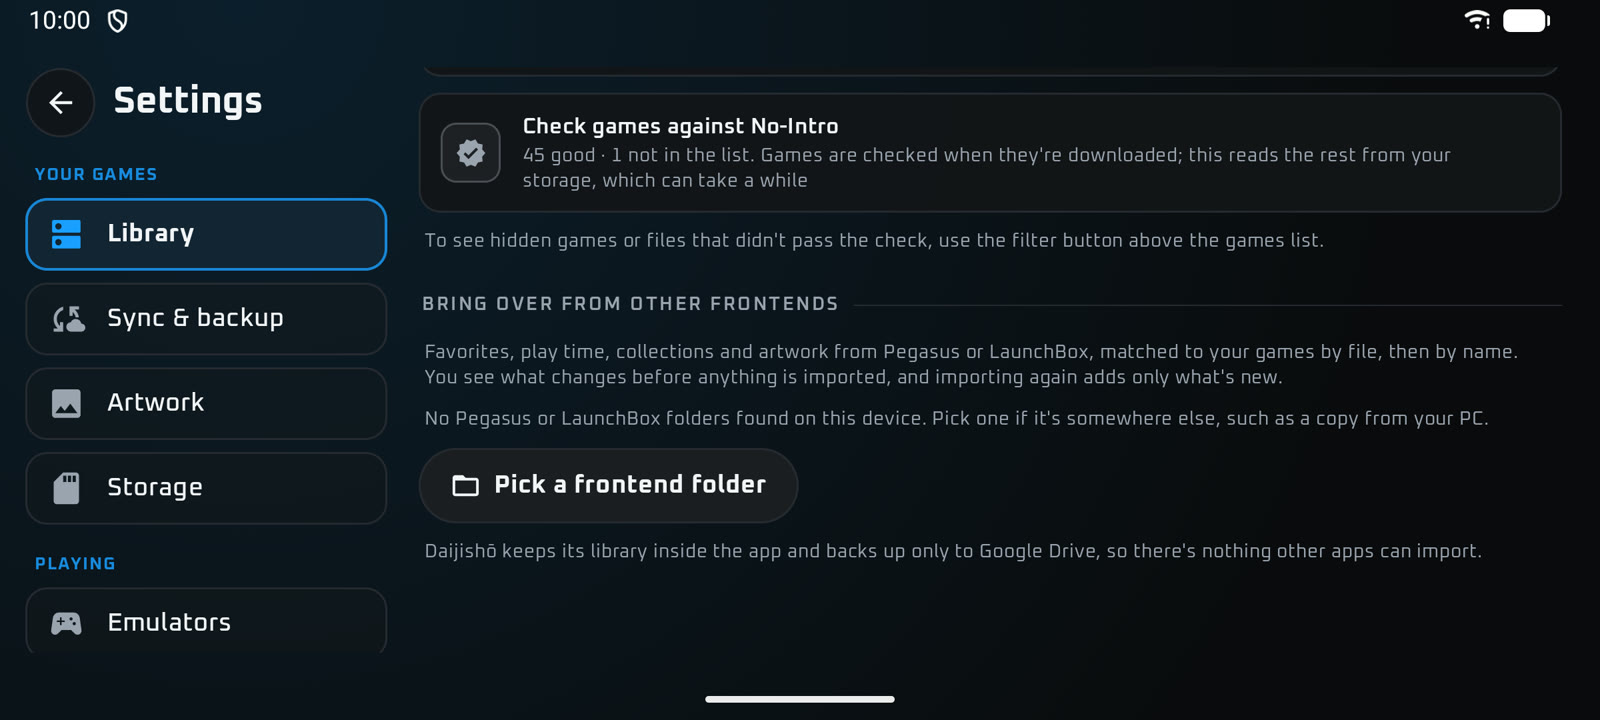 10:00
Settings
YOUR GAMES
Library
Sync & backup
Artwork
Storage
PLAYING
Emulators
Check games against No-Intro
45 good · 1 not in the list. Games are checked when they're downloaded; this reads the rest from your
storage, which can take a while
To see hidden games or files that didn't pass the check, use the filter button above the games list.
BRING OVER FROM OTHER FRONTENDS
Favorites, play time, collections and artwork from Pegasus or LaunchBox, matched to your games by file, then by name.
You see what changes before anything is imported, and importing again adds only what's new.
No Pegasus or LaunchBox folders found on this device. Pick one if it's somewhere else, such as a copy from your PC.
Pick a frontend folder
Daijishō keeps its library inside the app and backs up only to Google Drive, so there's nothing other apps can import.